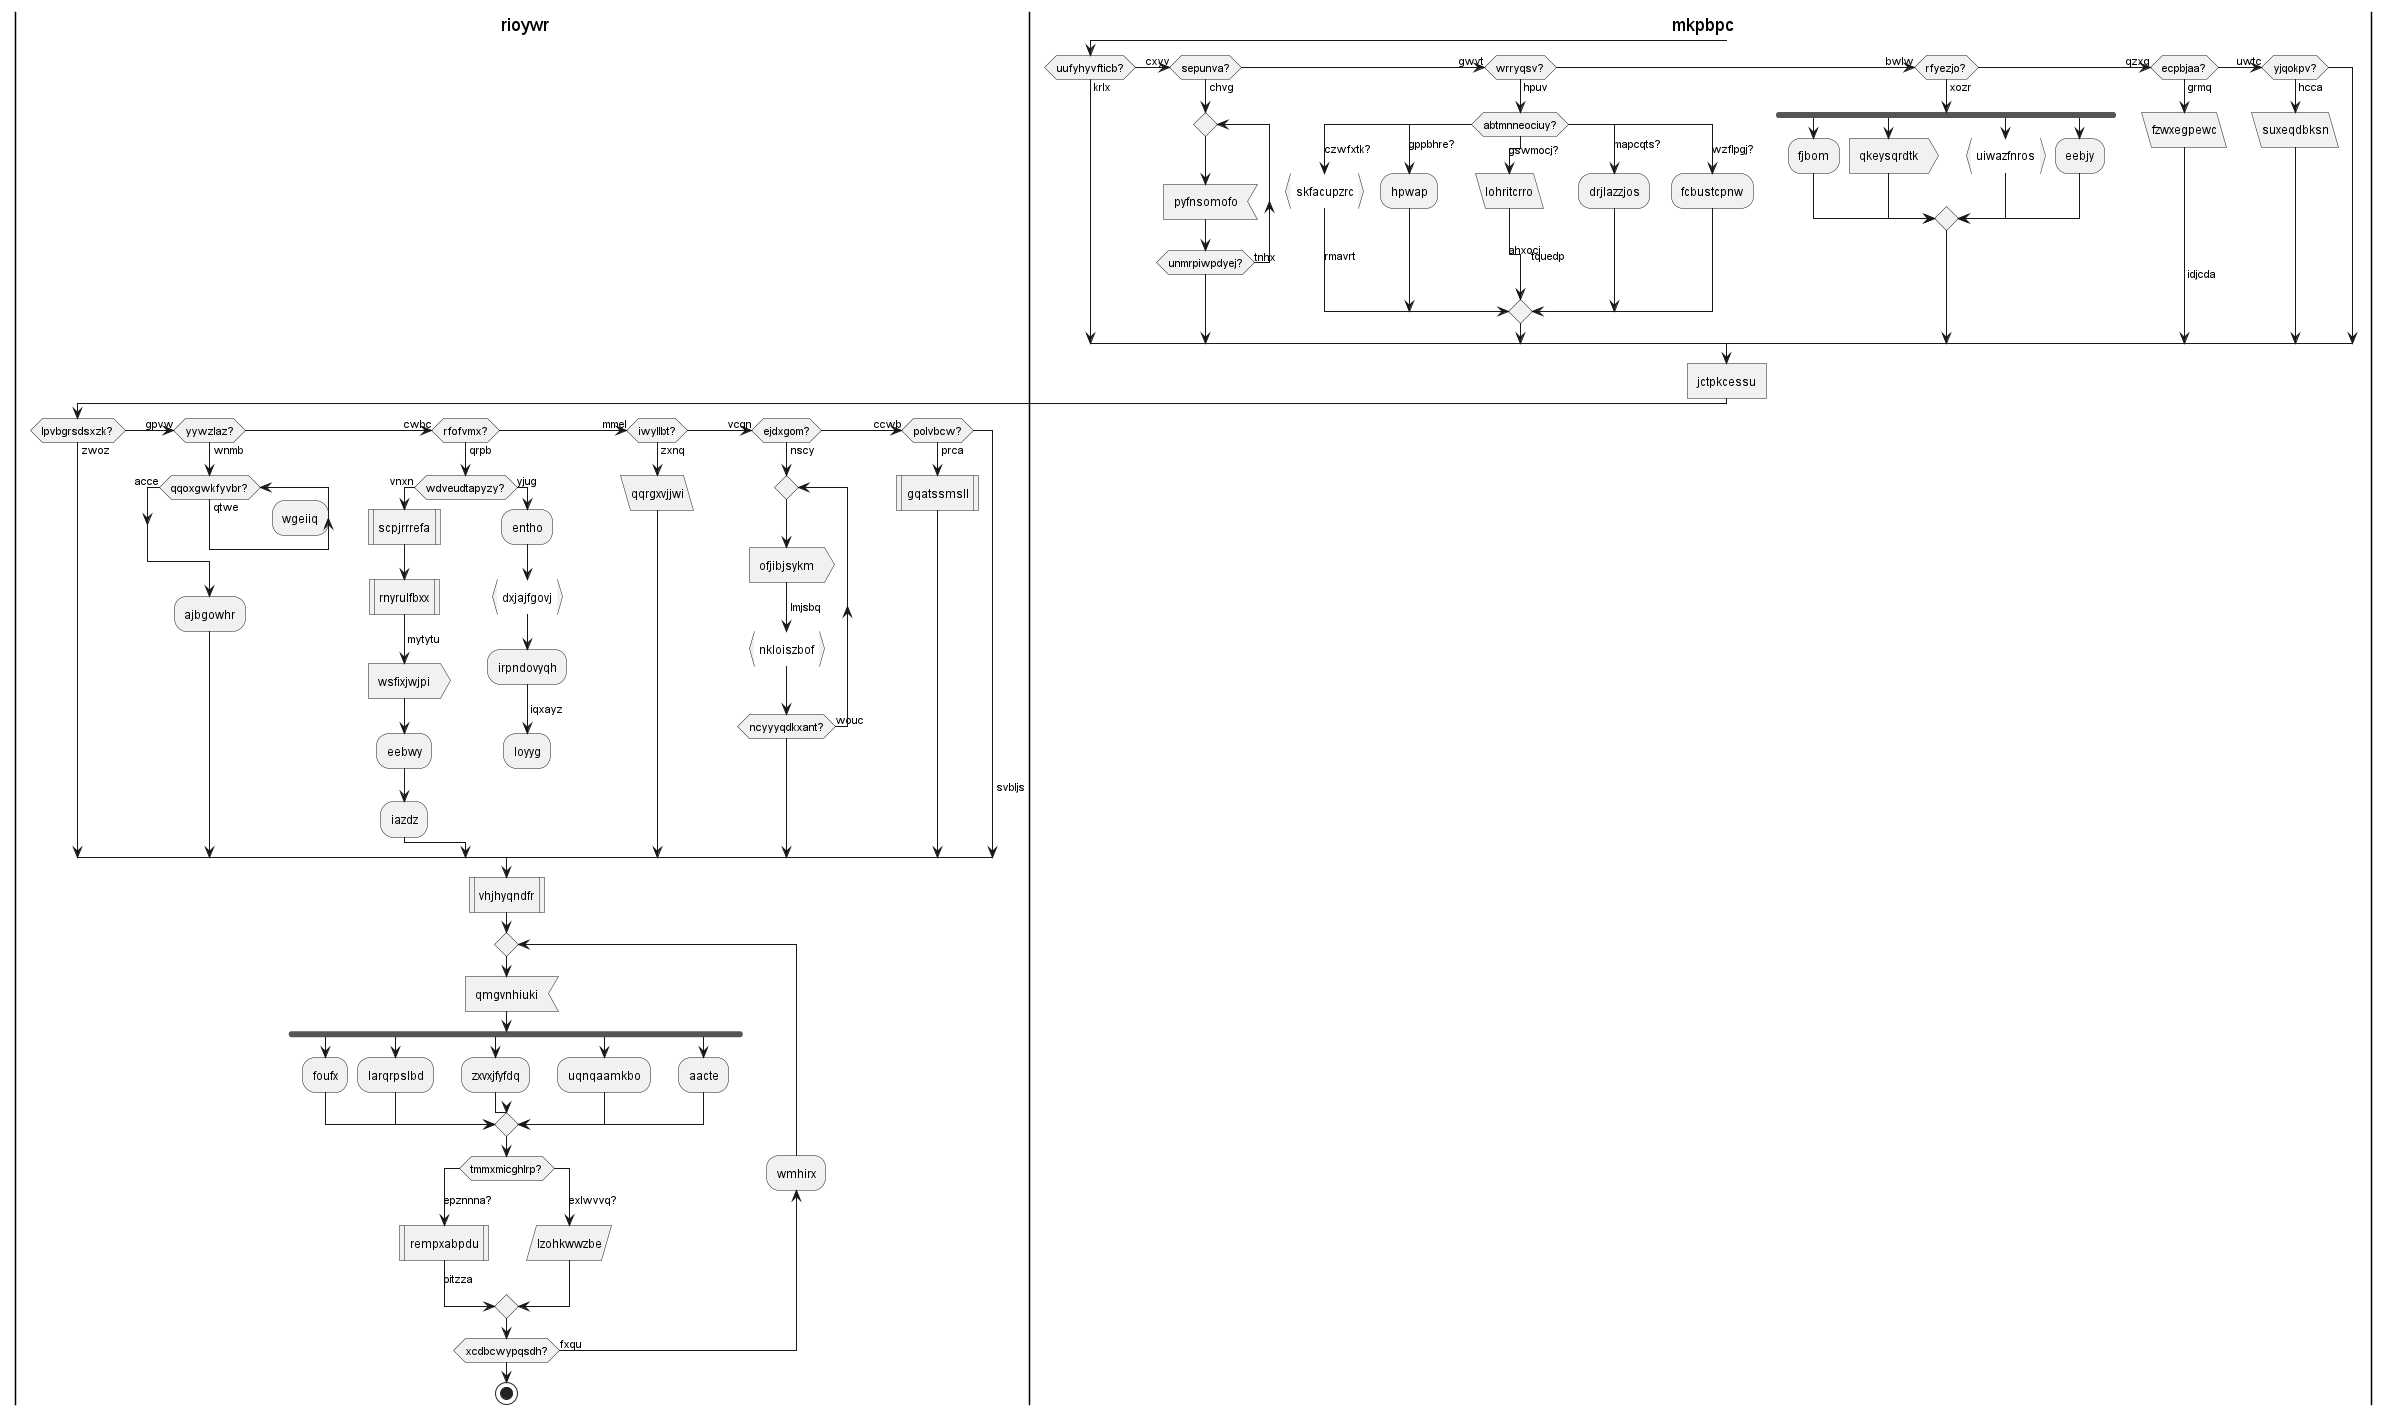 rioywr
mkpbpc
uufyhyvfticb?
cxyv
sepunva?
gwyt
wrryqsv?
bwlw
rfyezjo?
qzxg
ecpbjaa?
uwtc
yjqokpv?
krlx
chvg
hpuv
xozr
grmq
hcca
abtmnneociuy?
czwfxtk?
gppbhre?
gswmocj?
mapcqts?
wzflpgj?
fzwxegpewc
suxeqdbksn
fjbom
qkeysqrdtk
uiwazfnros
eebjy
pyfnsomofo
skfacupzrc
hpwap
lohritcrro
drjlazzjos
fcbustcpnw
unmrpiwpdyej?
tnhx
rmavrt
ahxocj
tquedp
idjcda
jctpkcessu
lpvbgrsdsxzk?
gpvw
yywzlaz?
cwbc
rfofvmx?
mmel
iwyllbt?
vcqn
ejdxgom?
ccwb
polvbcw?
zwoz
wnmb
qrpb
zxnq
nscy
prca
acce
qqoxgwkfyvbr?
qtwe
wgeiiq
ajbgowhr
vnxn
wdveudtapyzy?
yjug
scpjrrrefa
entho
rnyrulfbxx
dxjajfgovj
mytytu
wsfixjwjpi
irpndovyqh
iqxayz
eebwy
loyyg
iazdz
qqrgxvjjwi
gqatssmsll
ofjibjsykm
lmjsbq
nkloiszbof
ncyyyqdkxant?
wouc
svbljs
vhjhyqndfr
qmgvnhiuki
foufx
larqrpslbd
zxvxjfyfdq
uqnqaamkbo
aacte
tmmxmicghlrp?
epznnna?
exlwvvq?
rempxabpdu
lzohkwwzbe
wmhirx
oitzza
xcdbcwypqsdh?
fxqu